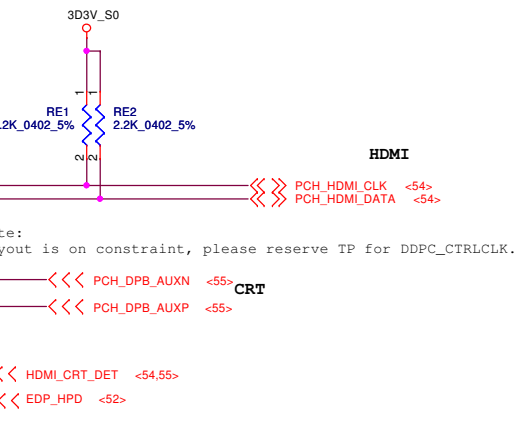 3D3V_S0
1
1
RE1
RE2
.2K_0402_5%
2.2K_0402_5%
2
2
HDMI
PCH_HDMI_CLK <54>
PCH_HDMI_DATA <54>
te:
yout is on constraint, please reserve TP for DDPC_CTRLCLK.
PCH_DPB_AUXN <55>
CRT
PCH_DPB_AUXP <55>
HDMI_CRT_DET <54,55>
EDP_HPD <52>